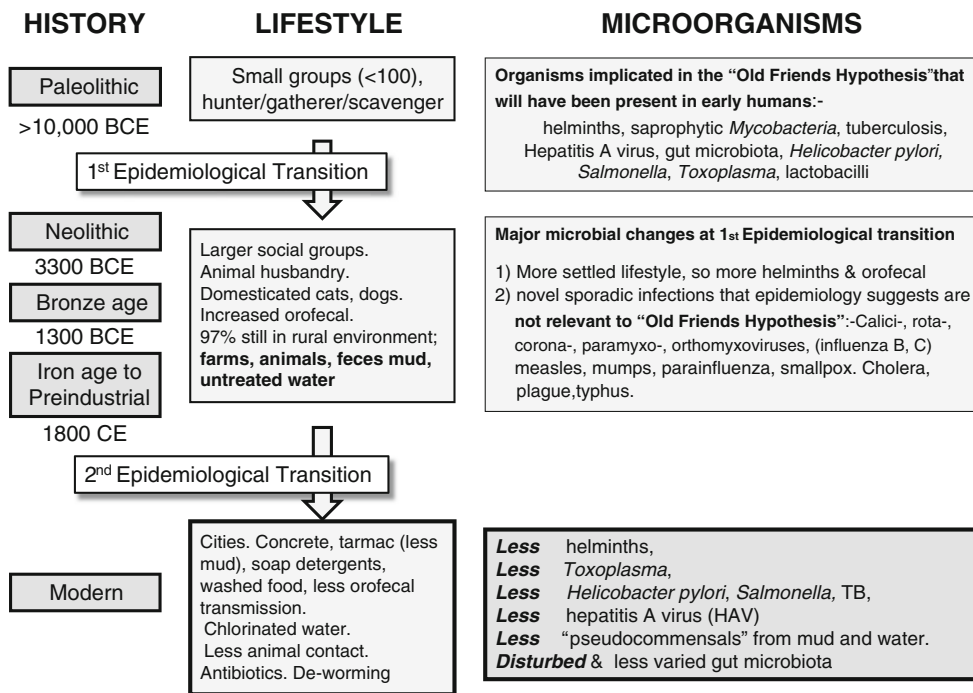 HISTORY
LIFESTYLE
MICROORGANISMS
Paleolithic
>10,000 BCE
Small groups (<100),
hunter/gatherer/scavenger
Organisms implicated in the “Old Friends Hypothesis”that
will have been present in early humans:-
helminths, saprophytic Mycobacteria, tuberculosis,
Hepatitis A virus, gut microbiota, Helicobacter pylori,
Salmonella, Toxoplasma, lactobacilli
1st Epidemiological Transition
Neolithic
3300 BCE
Bronze age
1300 BCE
Iron age to
Preindustrial
1800 CE
Larger social groups.
Animal husbandry.
Domesticated cats, dogs.
Increased orofecal.
97% still in rural environment;
farms, animals, feces mud,
untreated water
Major microbial changes at 1st Epidemiological transition
1) More settled lifestyle, so more helminths & orofecal
2) novel sporadic infections that epidemiology suggests are
not relevant to “Old Friends Hypothesis”:-Calici-, rota-,
corona-, paramyxo-, orthomyxoviruses, (influenza B, C)
measles, mumps, parainfluenza, smallpox. Cholera,
plague,typhus.
2nd Epidemiological Transition
Modern
Cities. Concrete, tarmac (less
mud), soap detergents,
washed food, less orofecal
transmission.
Chlorinated water.
Less animal contact.
Antibiotics. De-worming
Less helminths,
Less Toxoplasma,
Less Helicobacter pylori, Salmonella, TB,
Less hepatitis A virus (HAV)
Less “pseudocommensals” from mud and water.
Disturbed & less varied gut microbiota